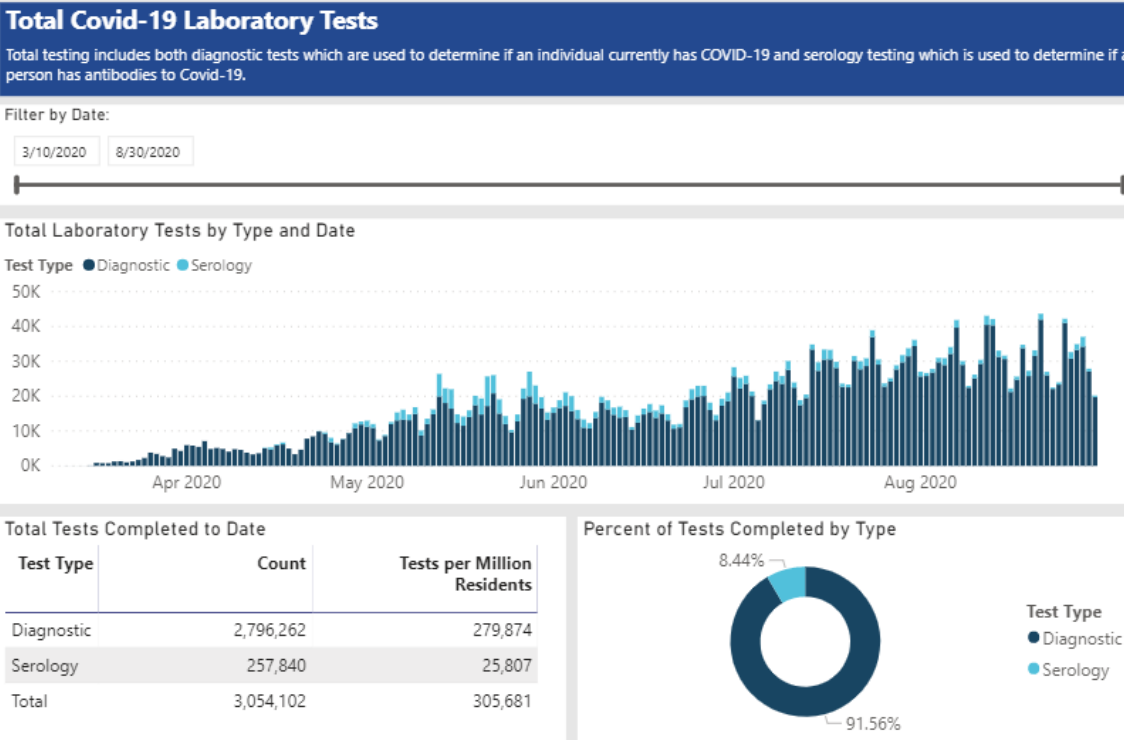 Total Covid-19 Laboratory Tests
Total testing includes both diagnostic tests which are used to determine if an individual currently has COVID-19 and serology testing which is used to determine if a
person has antibodies to Covid-19.
Filter by Date:
3/10/2020 8/30/2020
Total Laboratory Tests by Type and Date
Test Type Diagnostic Serology
50K
40K
30K
20K
10K
0K
Apr 2020 May 2020 Jun 2020 Jul 2020 Aug 2020
Total Tests Completed to Date
Test Type Count Tests per Million
Residents
Diagnostic 2,796,262 279,874
Serology 257,840 25,807
Total 3,054,102 305,681
Percent of Tests Completed by Type
8.44%
91.56%
Test Type
Diagnostic
Serology